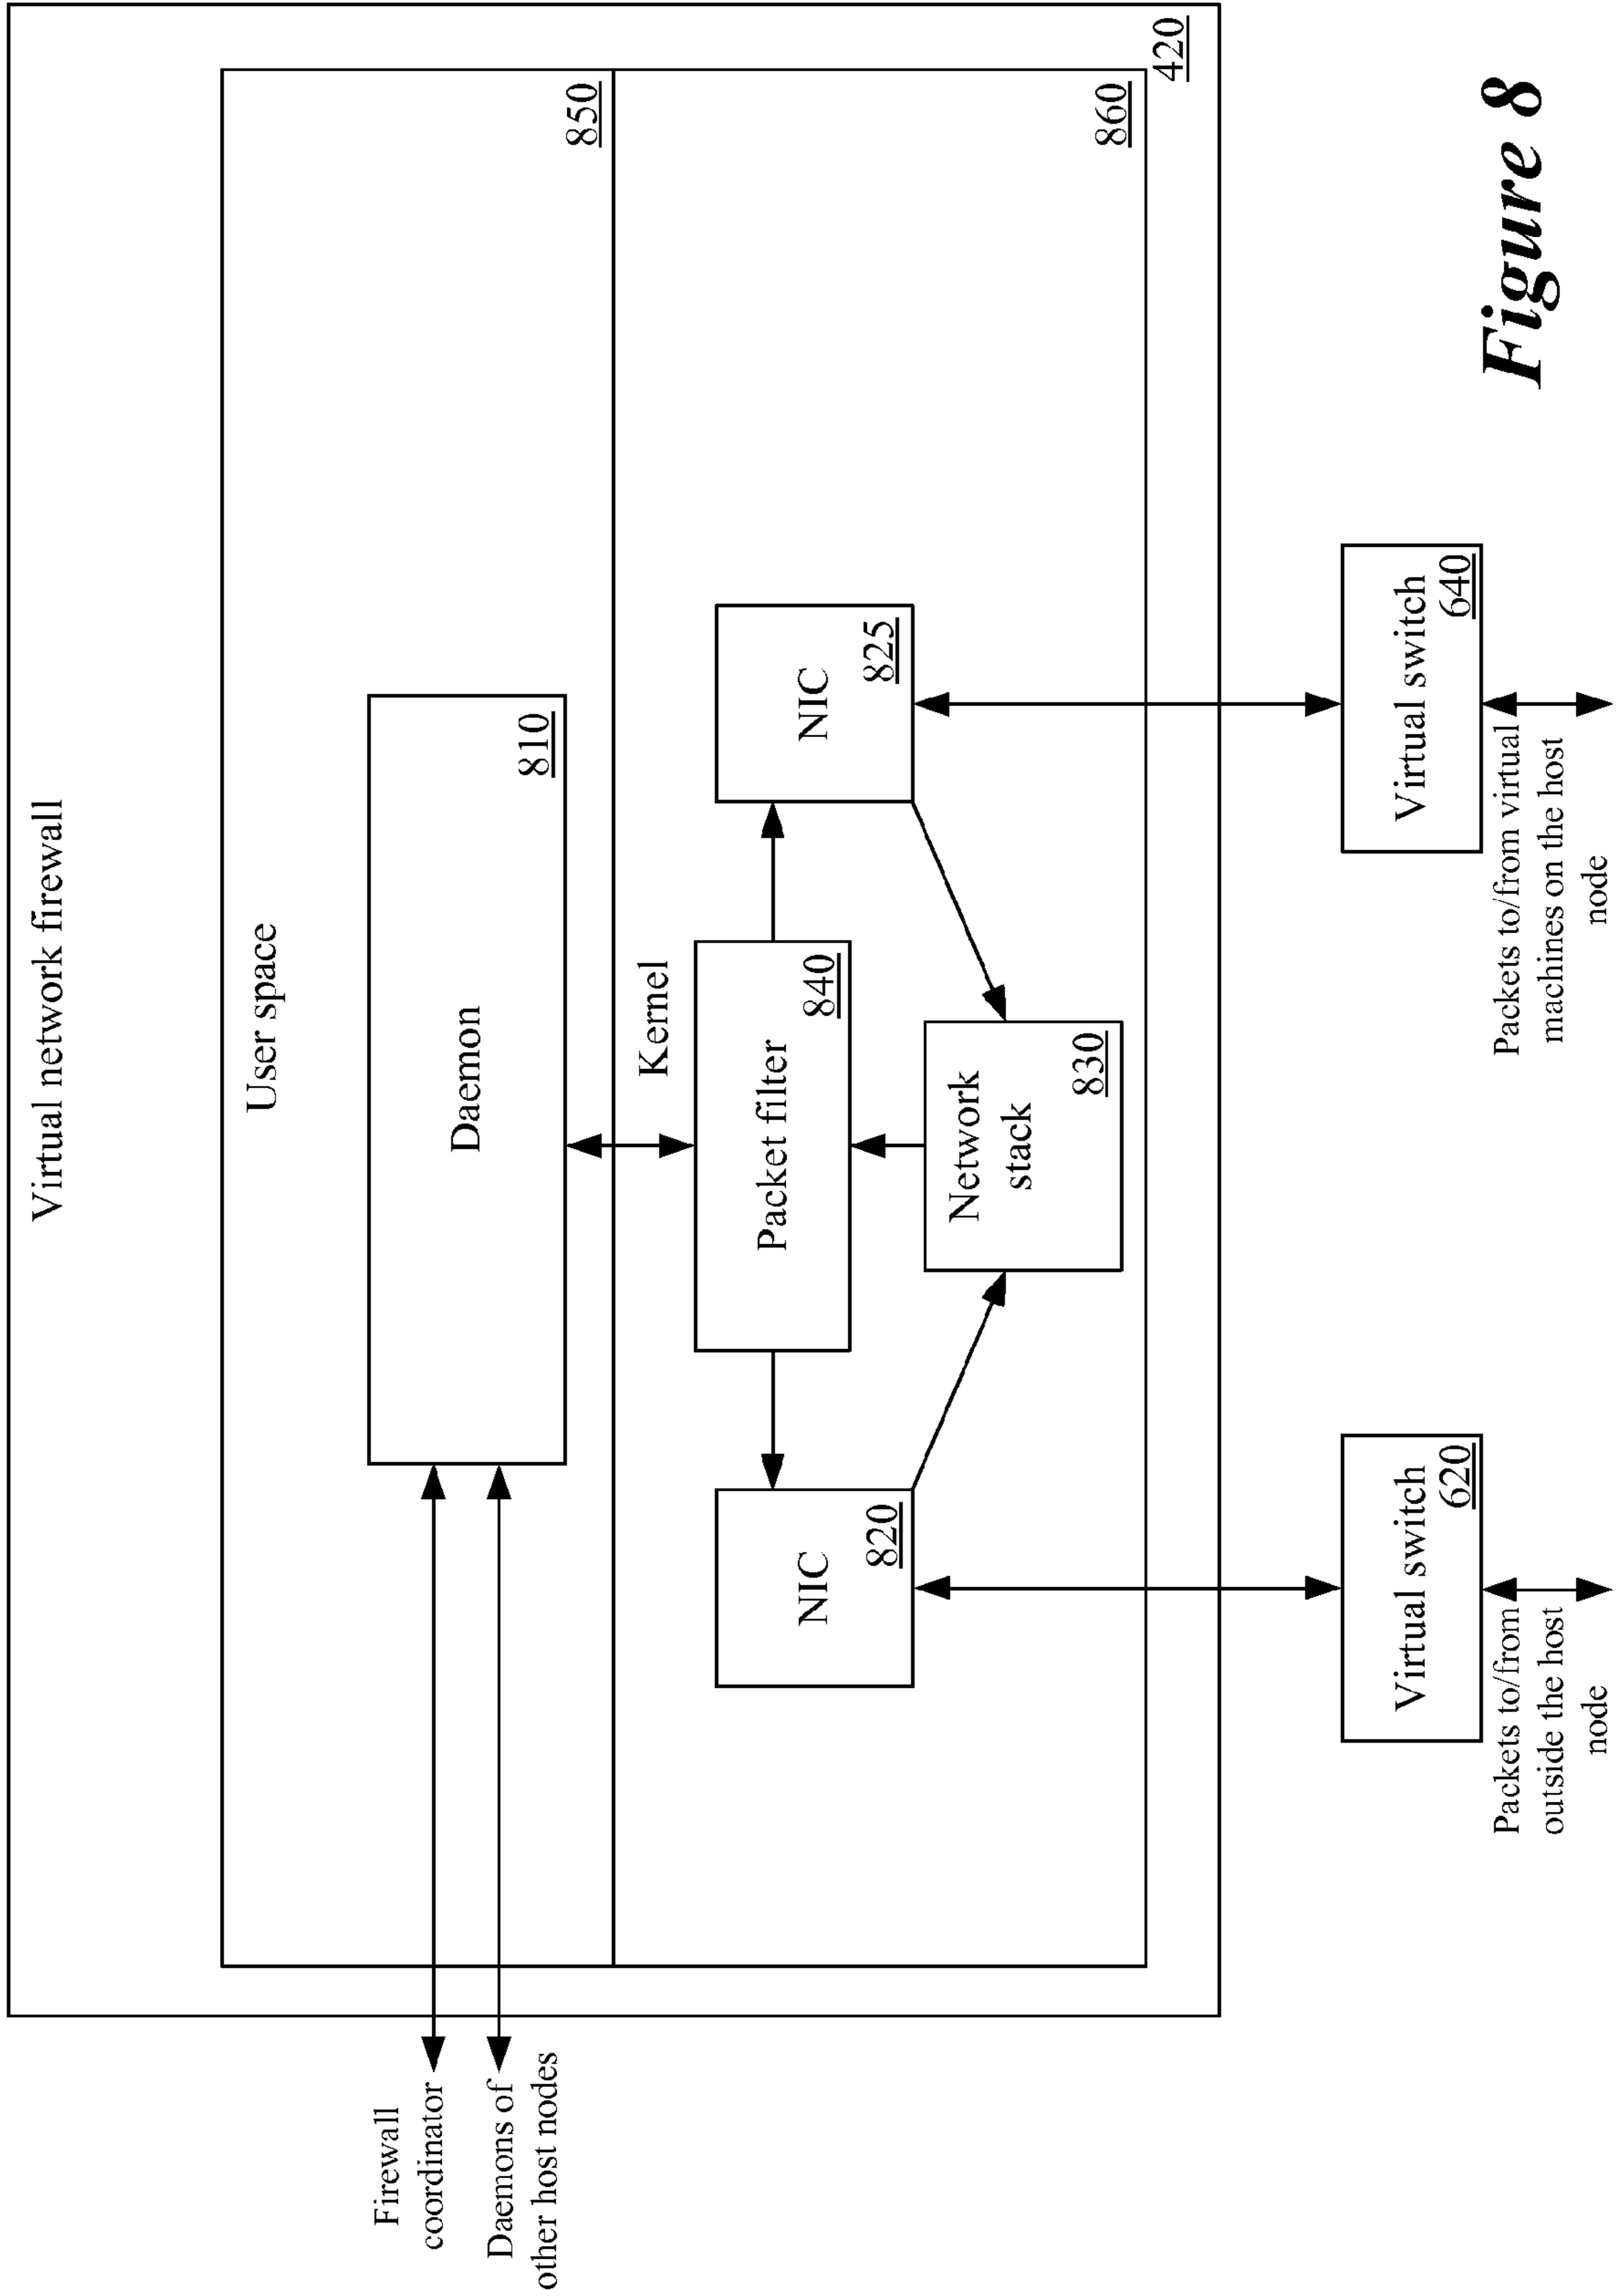 Virtual network firewall
User space
Daemon
810
850
Firewall
coordinator
Daemons of
other host nodes
Kernel
Packet filter
840
NIC
820
NIC
825
Network
stack
830
860
420
Virtual switch
620
Virtual switch
640
Packets to/from
outside the host
node
Packets to/from virtual
machines on the host
node
Figure 8